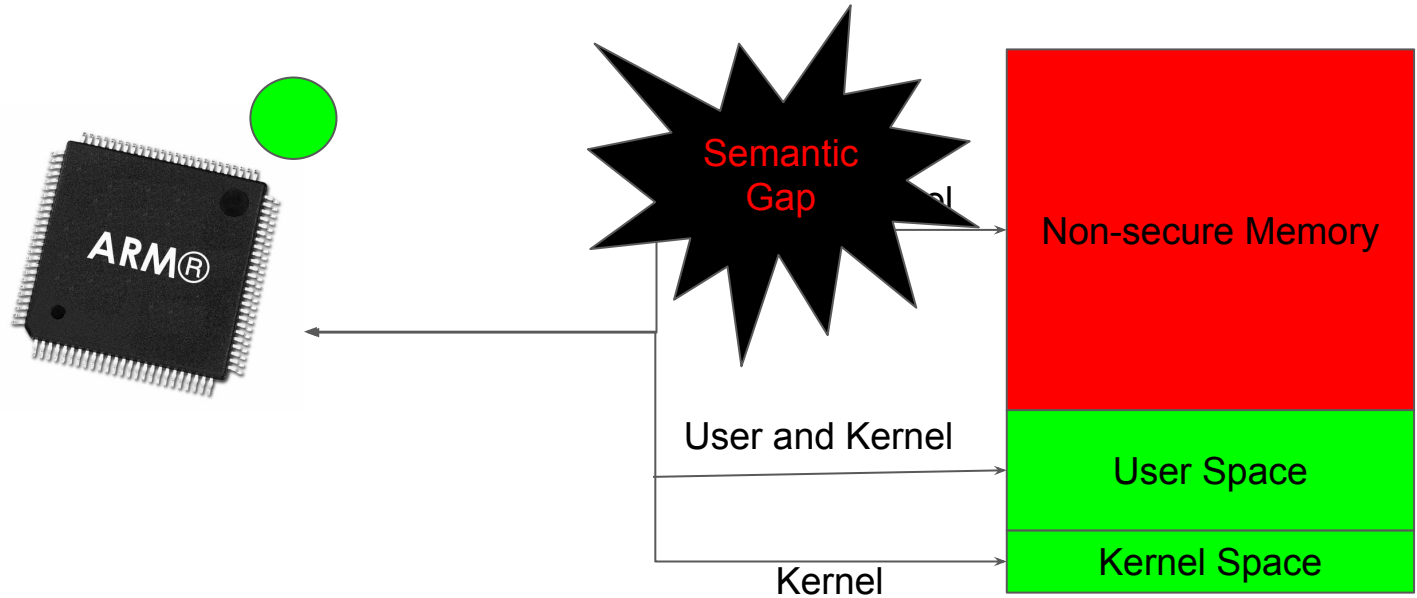 ARM®
Semantic
Gap
Non-secure Memory
User and Kernel
User Space
Kernel Space
Kernel